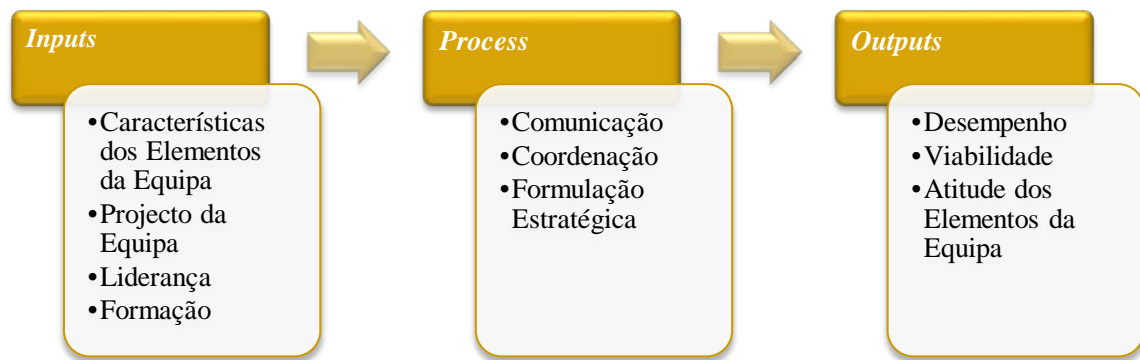 Inputs
•Características
dos Elementos
da Equipa
•Projecto da
Equipa
•Liderança
•Formação
Process
•Comunicação
•Coordenação
•Formulação
Estratégica
Outputs
•Desempenho
•Viabilidade
•Atitude dos
Elementos da
Equipa